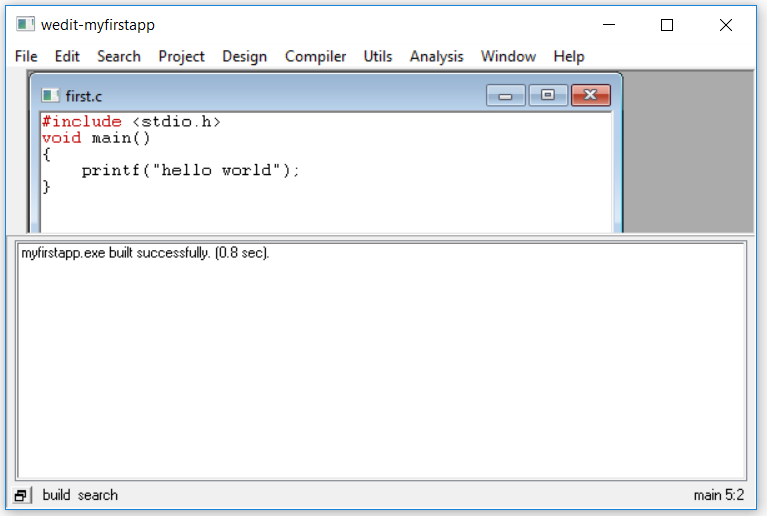 wedit-myfirstapp
File Edit Search Project Design Compiler Utils Analysis Window Help
first.c
#include <stdio.h>
void main()
{
    printf("hello world");
}
myfirstapp.exe built successfully. (0.8 sec).
build search main 5:2